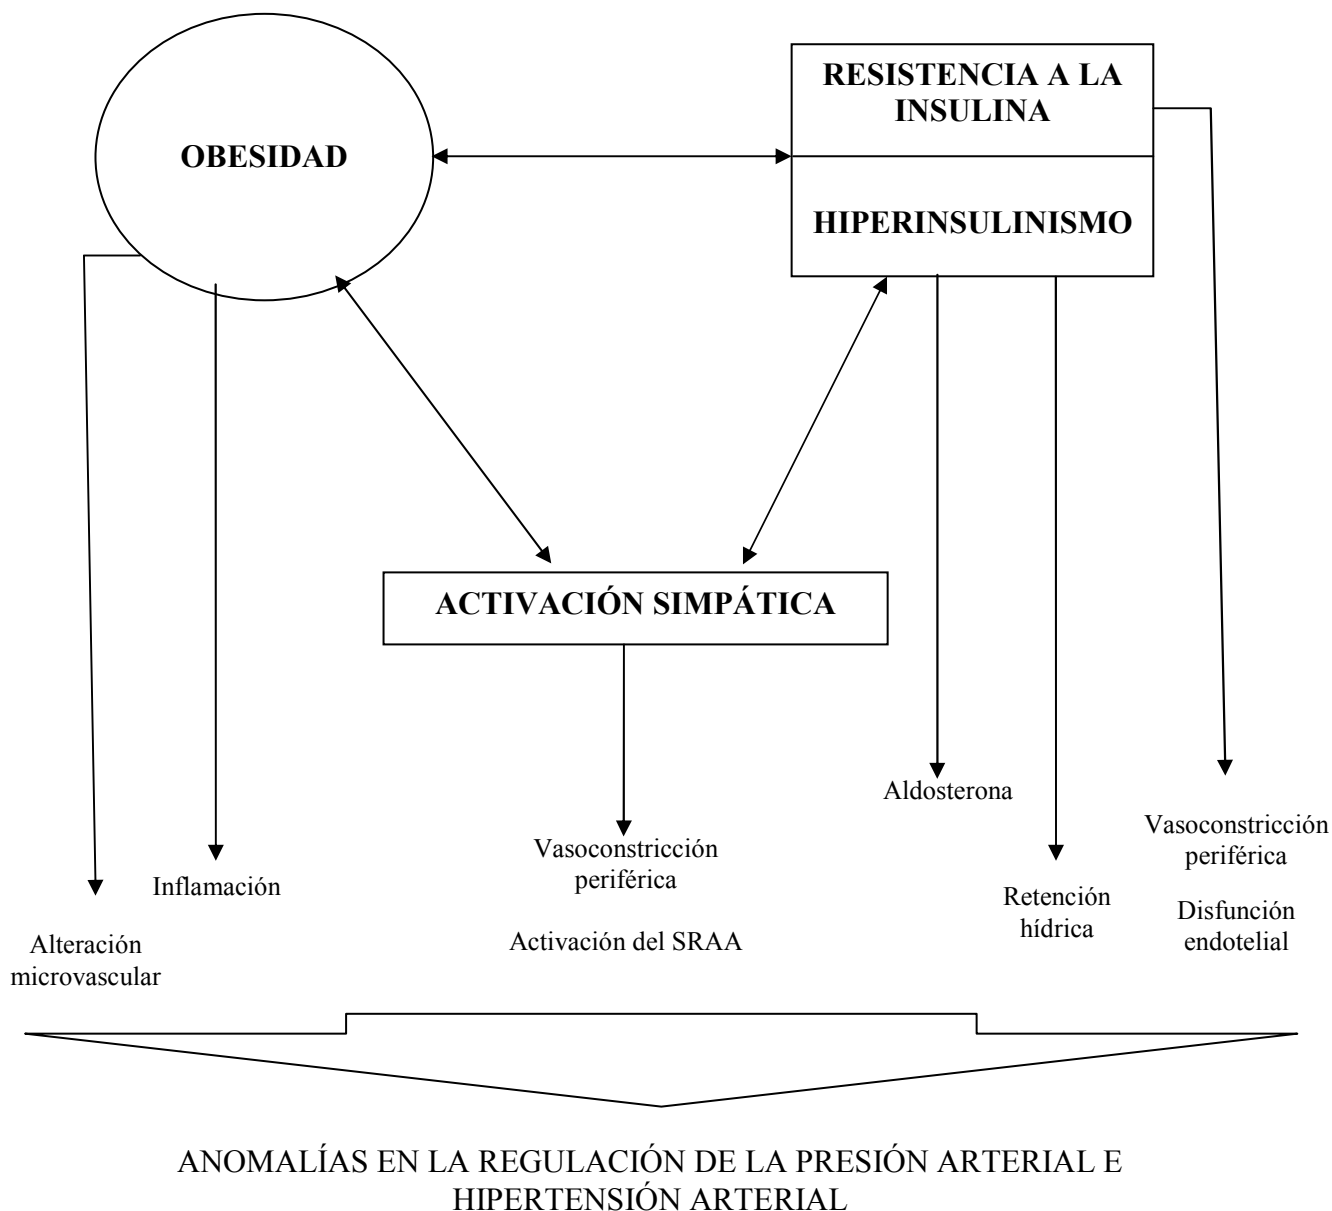 OBESIDAD
RESISTENCIA A LA
INSULINA
HIPERINSULINISMO
ACTIVACIÓN SIMPÁTICA
Alteración
microvascular
Inflamación
Vasoconstricción
periférica
Activación del SRAA
Aldosterona
Retención
hídrica
Vasoconstricción
periférica
Disfunción
endotelial
ANOMALÍAS EN LA REGULACIÓN DE LA PRESIÓN ARTERIAL E
HIPERTENSIÓN ARTERIAL